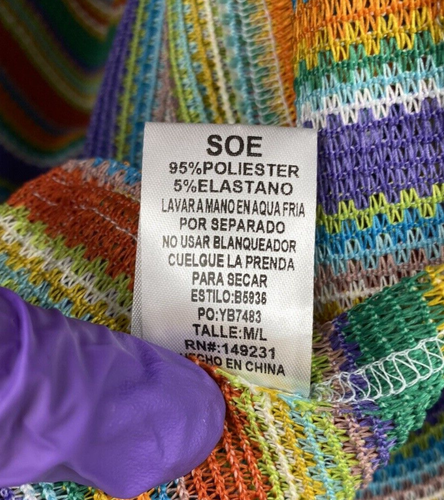 SOE
95%POLIESTER
5%ELASTANO
LAVAR A MANO EN AQUA FRIA
POR SEPARADO
NO USAR BLANQUEADOR
CUELGUE LA PRENDA
PARA SECAR
ESTILO:B5936
PO:YB7483
TALLE:M/L
RN#:149231
HECHO EN CHINA